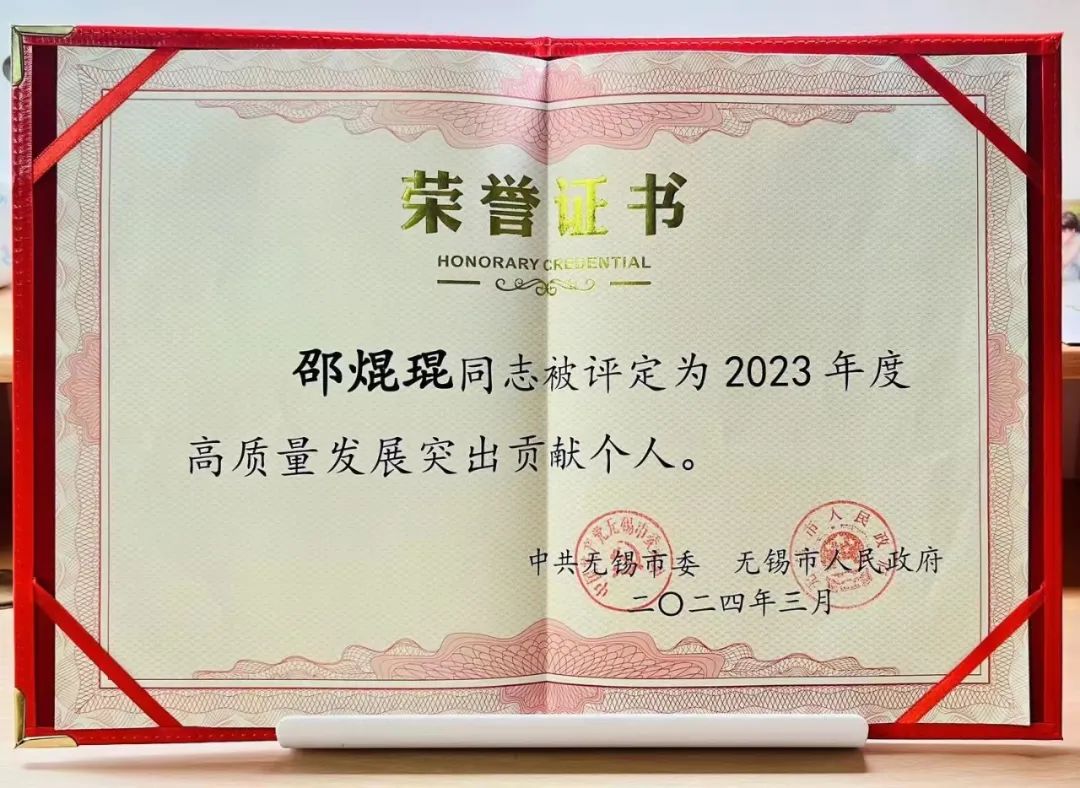 荣誉证书
HONORARY CREDENTIAL
邵焜琨同志被评定为2023年度
高质量发展突出贡献个人。
中共无锡市委 无锡市人民政府
二〇二四年三月